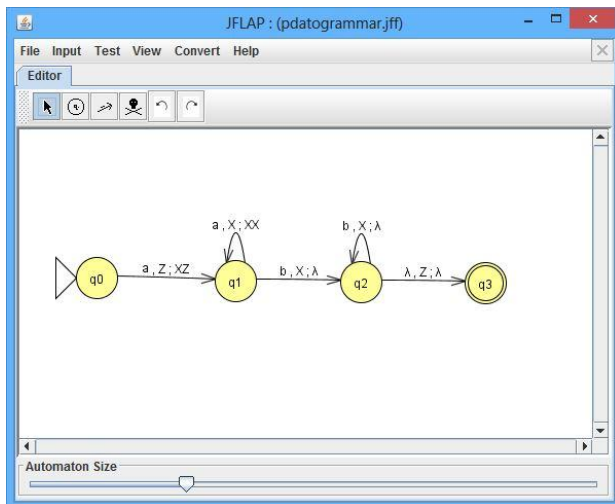 JFLAP : (pdatogrammar.jff)
File Input Test View Convert Help
Editor
a , X ; XX
b , X ; λ
a , Z ; XZ
b , X ; λ
λ , Z ; λ
q0
q1
q2
q3
Automaton Size